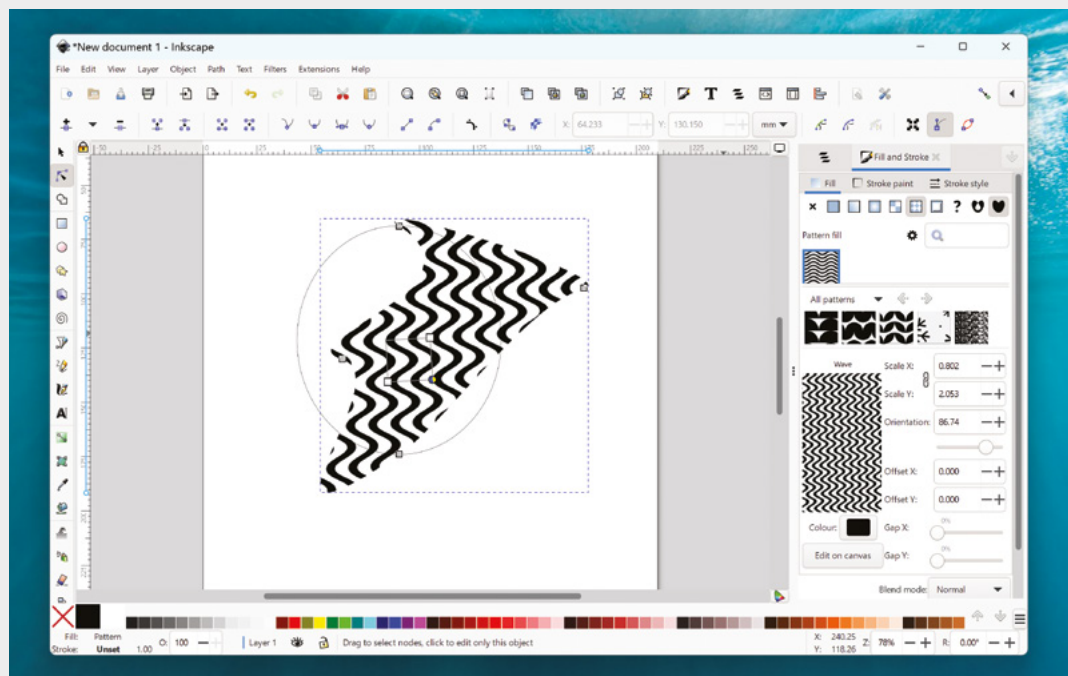 *New document 1 - Inkscape
File Edit View Layer Object Path Text Filters Extensions Help
X: 64.233 Y: 130.150 mm
Fill and Stroke
Fill Stroke paint Stroke style
Pattern fill
All patterns
Wave
Scale X: 0.802
Scale Y: 2.053
Orientation: 86.74
Offset X: 0.000
Offset Y: 0.000
Colour: Gap X: 0%
Edit on canvas Gap Y: 0%
Blend mode: Normal
Fill: Pattern
Stroke: Unset 1.00
O: 100 Layer 1 Drag to select nodes, click to edit only this object
X: 240.25
Y: 118.26
Z: 78% R: 0.00°